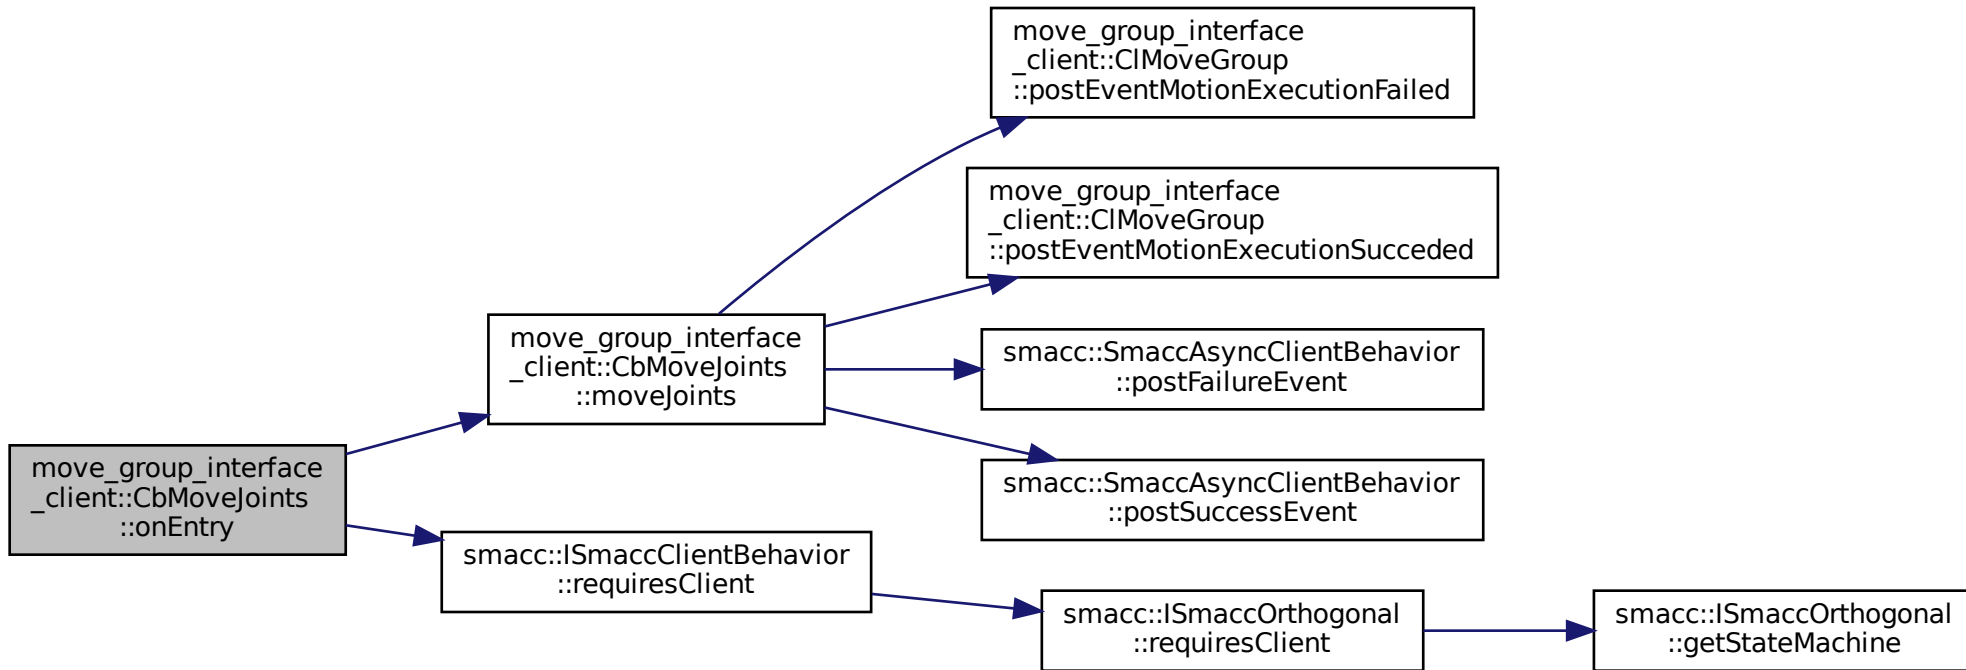 move_group_interface
_client::ClMoveGroup
::postEventMotionExecutionFailed
move_group_interface
_client::ClMoveGroup
::postEventMotionExecutionSucceded
move_group_interface
_client::CbMoveJoints
::moveJoints
smacc::SmaccAsyncClientBehavior
::postFailureEvent
move_group_interface
_client::CbMoveJoints
::onEntry
smacc::SmaccAsyncClientBehavior
::postSuccessEvent
smacc::ISmaccClientBehavior
::requiresClient
smacc::ISmaccOrthogonal
::requiresClient
smacc::ISmaccOrthogonal
::getStateMachine